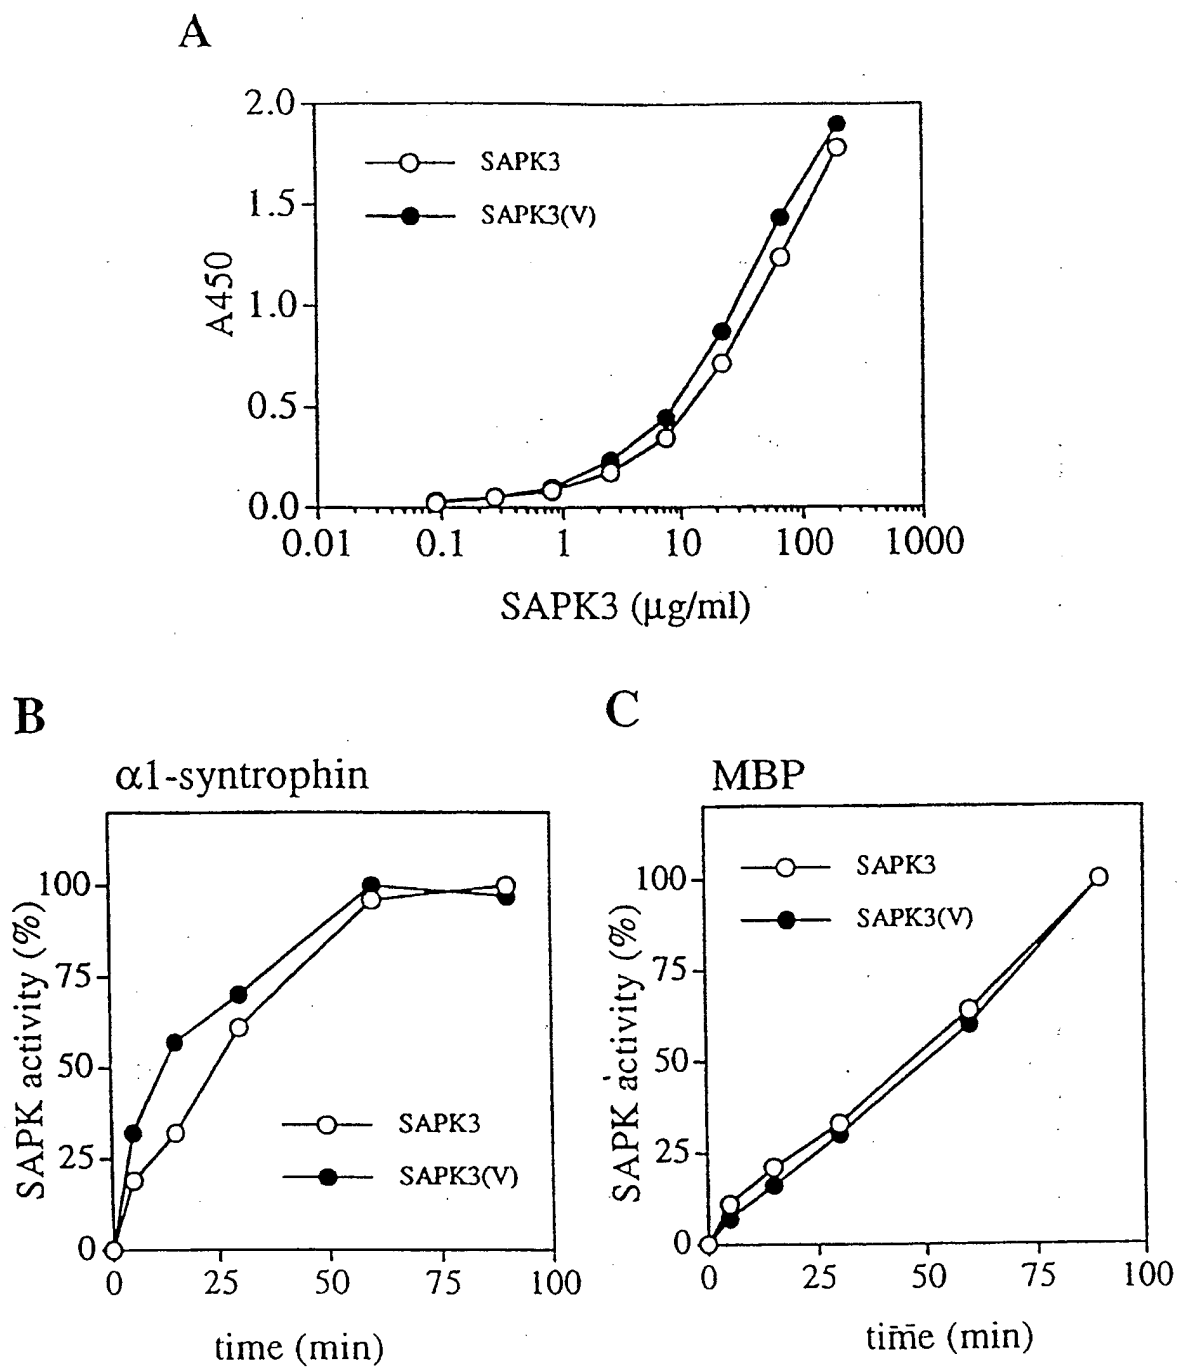 A
2.0
SAPK3
SAPK3(V)
1.5
1.0
0.5
0.0
A450
0.01 0.1 1 10 100 1000
SAPK3 (μg/ml)
B
α1-syntrophin
100
75
50
25
0
SAPK activity (%)
SAPK3
SAPK3(V)
0 25 50 75 100
time (min)
C
MBP
SAPK3
SAPK3(V)
100
75
50
25
0
SAPK activity (%)
0 25 50 75 100
time (min)